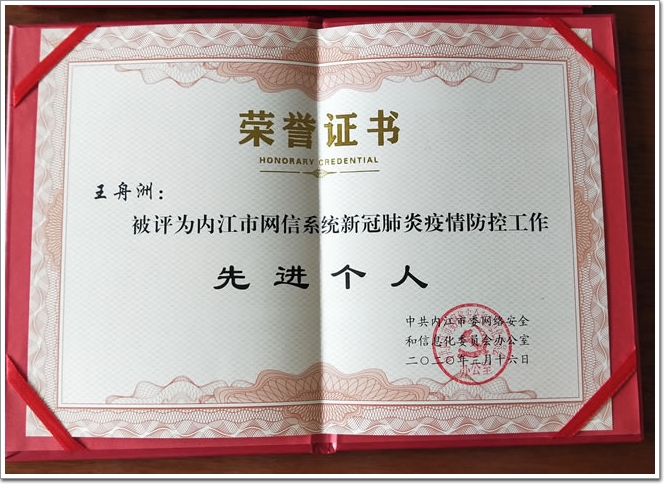 荣誉证书
HONORARY CREDENTIAL
王舟洲：
被评为内江市网信系统新冠肺炎疫情防控工作
先进个人
中共内江市委网络安全
和信息化委员会办公室
二〇二〇年三月十六日
办公室